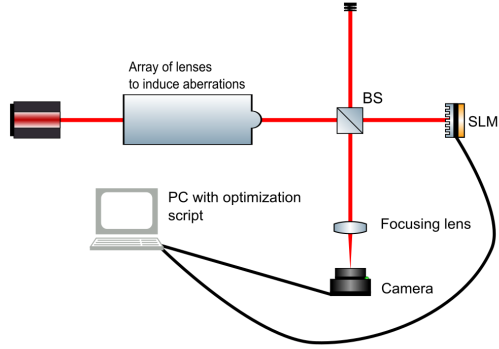 Array of lenses
to induce aberrations
BS
SLM
PC with optimization
script
Focusing lens
Camera